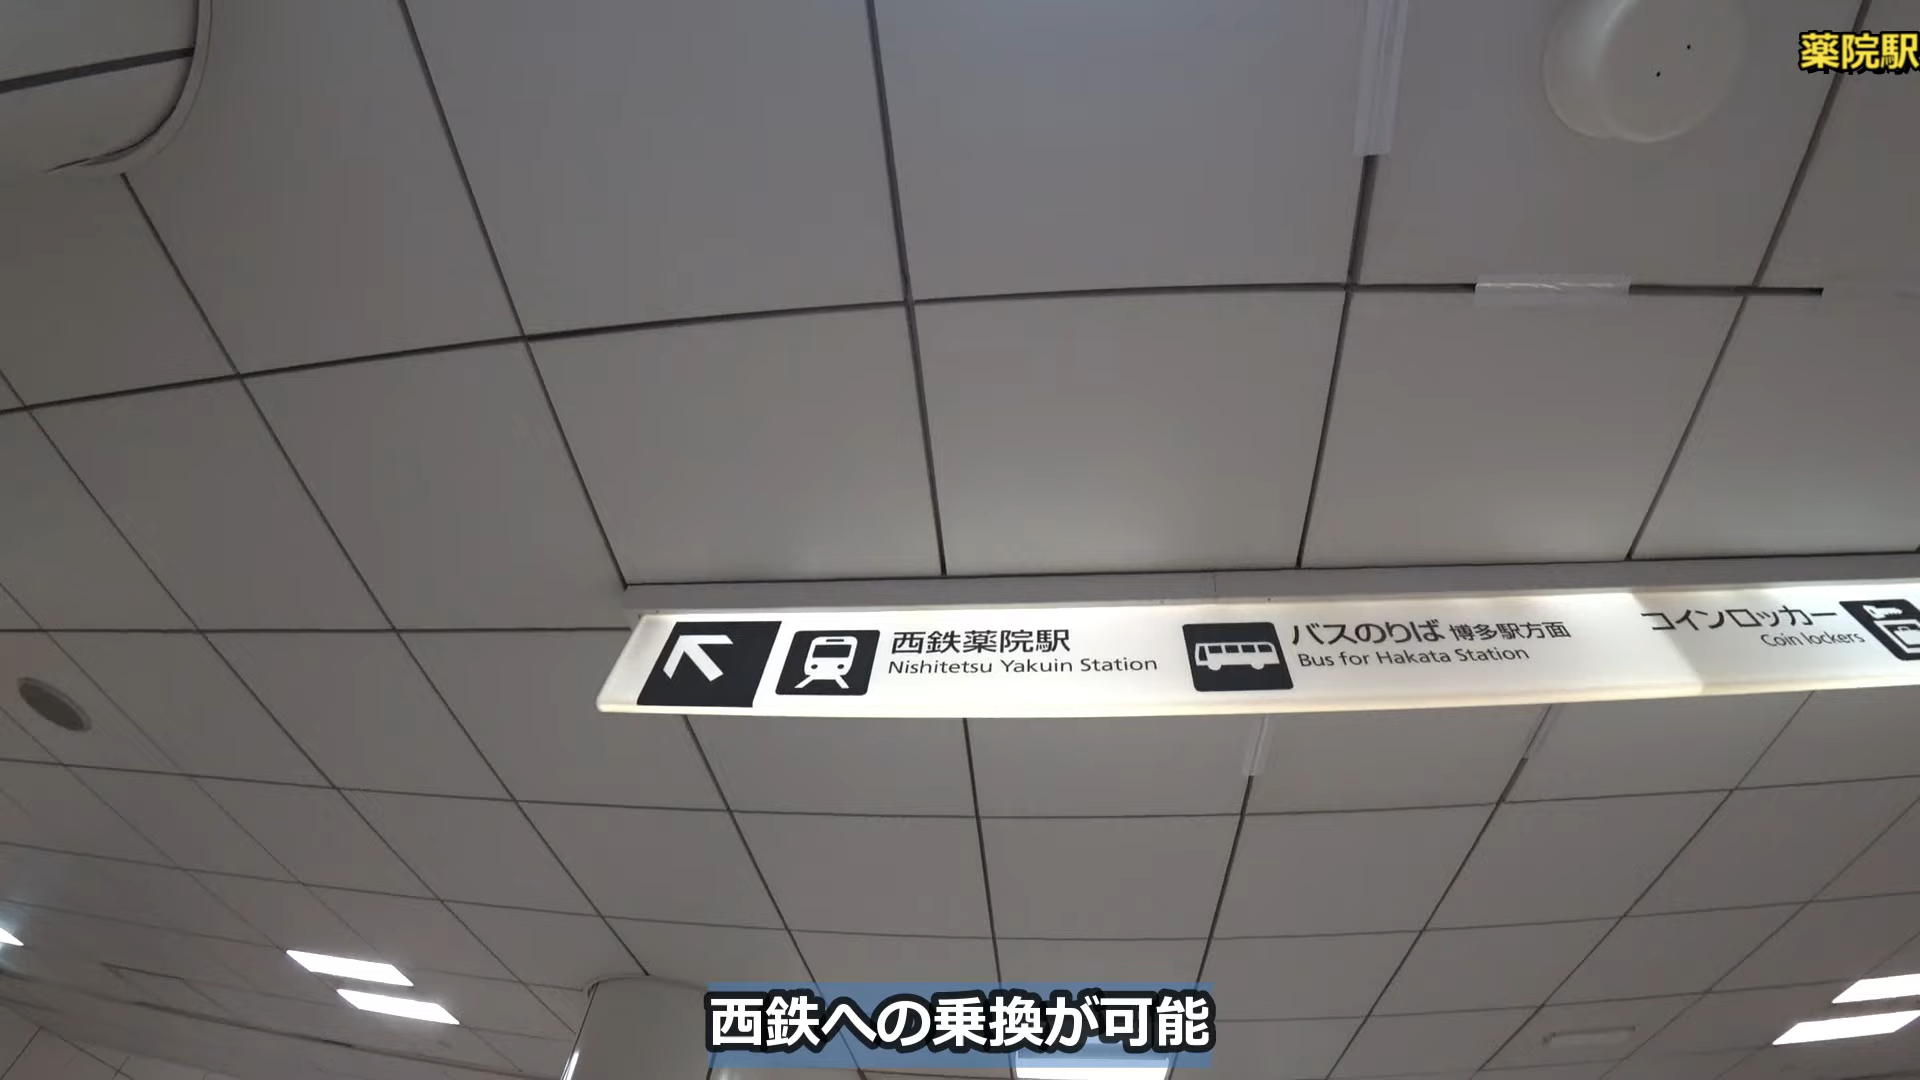 薬院駅
西鉄薬院駅
Nishitetsu Yakuin Station
バスのりば 博多駅方面
Bus for Hakata Station
コインロッカー
Coin lockers
西鉄への乗換が可能